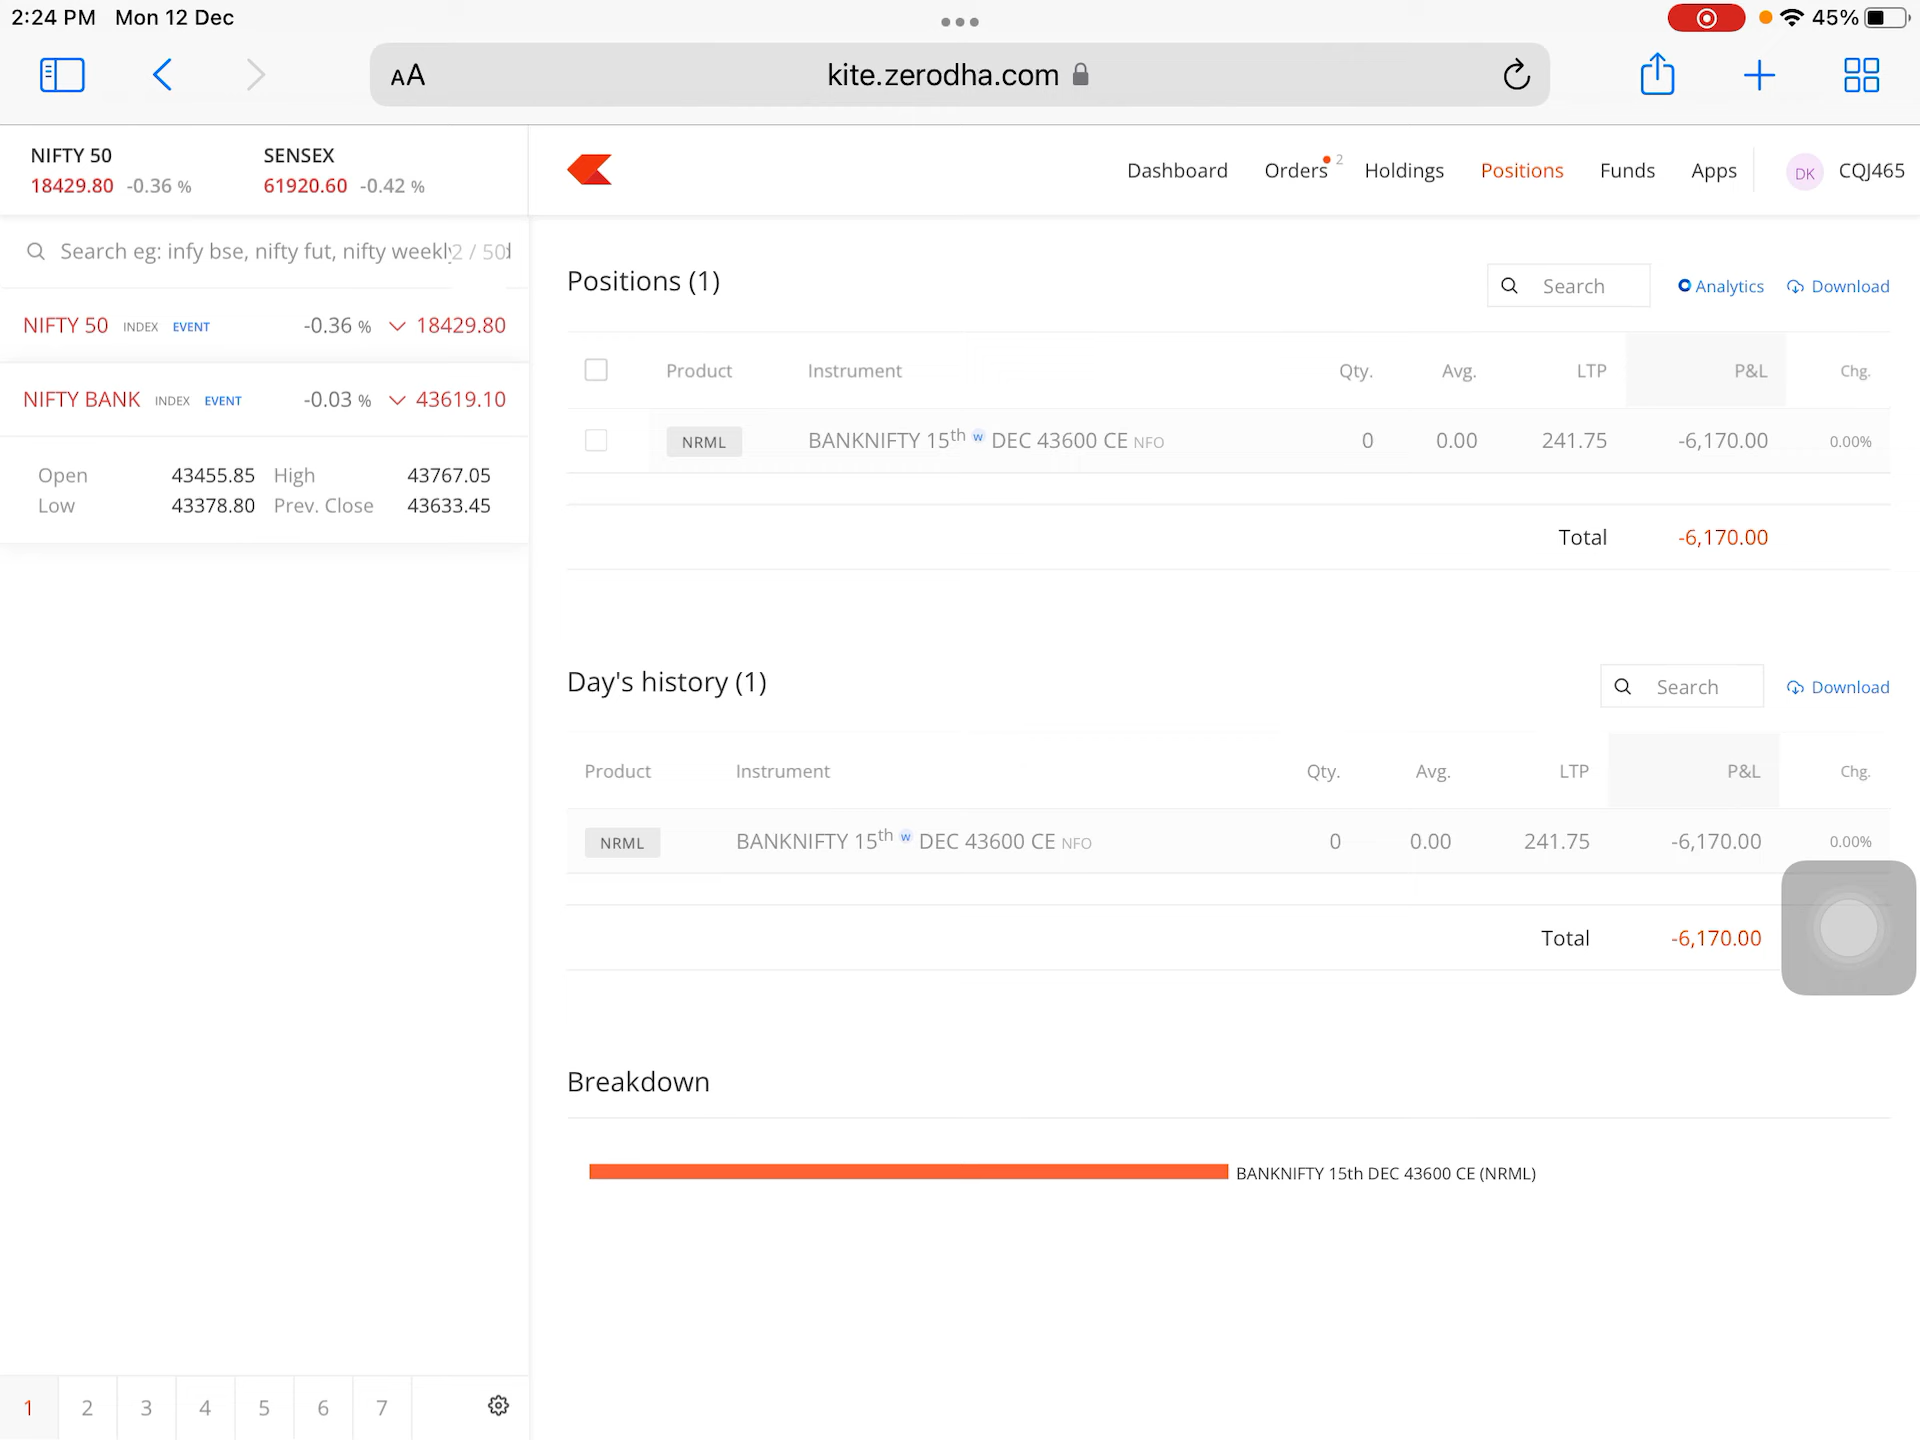 2:24 PM Mon 12 Dec
45%
AA kite.zerodha.com
NIFTY 50 SENSEX
18429.80 -0.36 % 61920.60 -0.42 %
Dashboard Orders 2 Holdings Positions Funds Apps DK CQJ465
Search eg: infy bse, nifty fut, nifty weekly 2 / 50
NIFTY 50 INDEX EVENT -0.36 % 18429.80
NIFTY BANK INDEX EVENT -0.03 % 43619.10
Open 43455.85 High 43767.05
Low 43378.80 Prev. Close 43633.45
Positions (1) Search Analytics Download
Product Instrument Qty. Avg. LTP P&L Chg.
NRML BANKNIFTY 15th w DEC 43600 CE NFO 0 0.00 241.75 -6,170.00 0.00%
Total -6,170.00
Day's history (1) Search Download
Product Instrument Qty. Avg. LTP P&L Chg.
NRML BANKNIFTY 15th w DEC 43600 CE NFO 0 0.00 241.75 -6,170.00 0.00%
Total -6,170.00
Breakdown
BANKNIFTY 15th DEC 43600 CE (NRML)
1 2 3 4 5 6 7